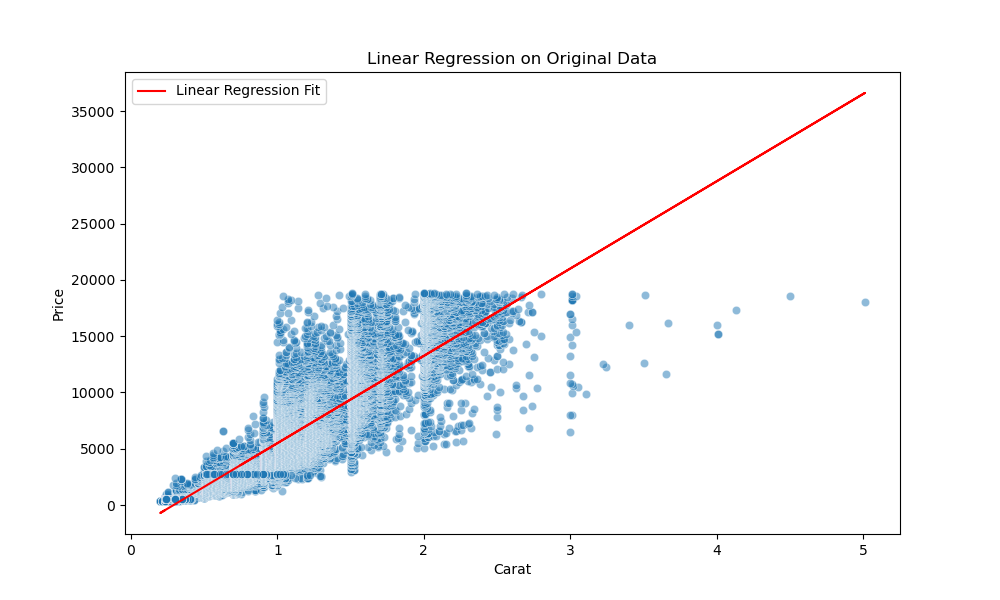 Linear Regression on Original Data
Linear Regression Fit
35000
30000
25000
20000
15000
10000
5000
0
Price
0 1 2 3 4 5
Carat